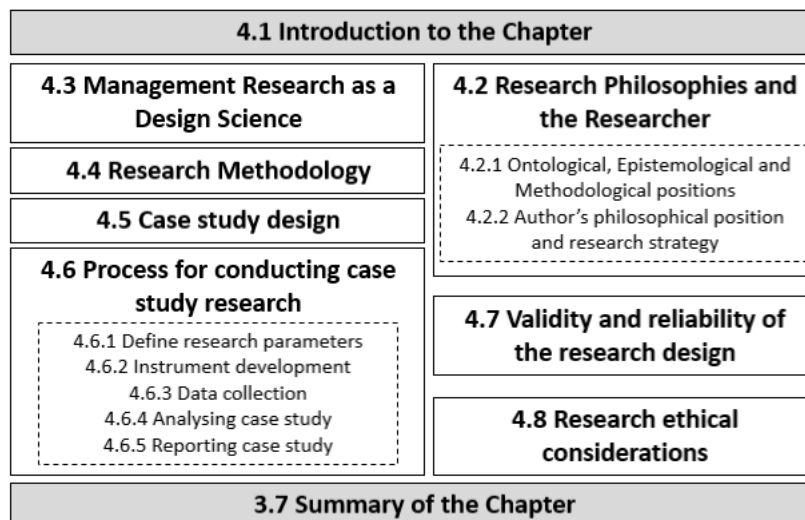 4.1 Introduction to the Chapter
4.3 Management Research as a
Design Science
4.4 Research Methodology
4.5 Case study design
4.6 Process for conducting case
study research
4.6.1 Define research parameters
4.6.2 Instrument development
4.6.3 Data collection
4.6.4 Analysing case study
4.6.5 Reporting case study
4.2 Research Philosophies and
the Researcher
4.2.1 Ontological, Epistemological and
Methodological positions
4.2.2 Author's philosophical position
and research strategy
4.7 Validity and reliability of
the research design
4.8 Research ethical
considerations
3.7 Summary of the Chapter